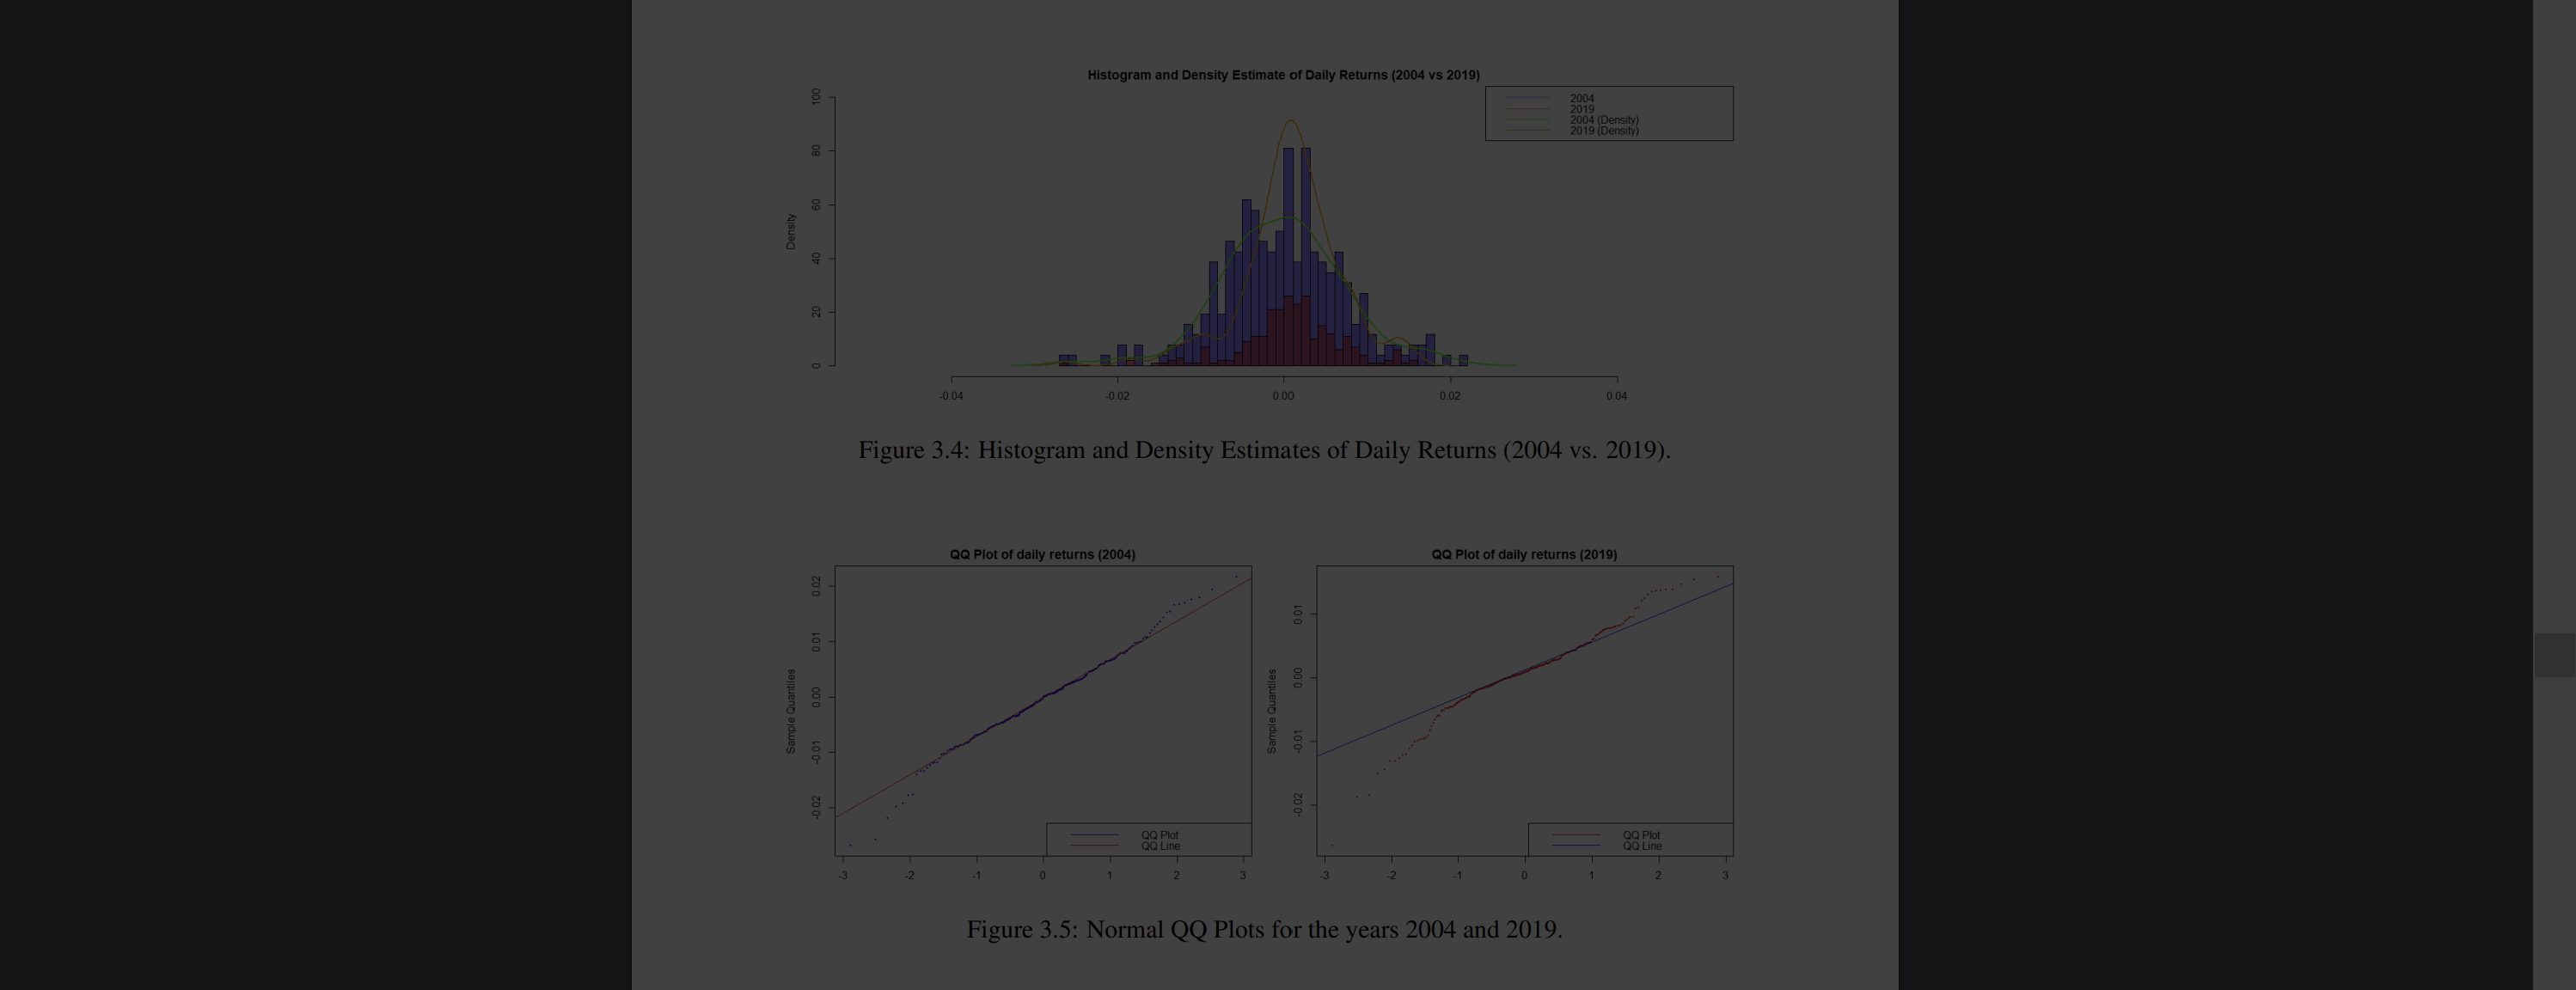 Histogram and Density Estimate of Daily Returns (2004 vs 2019)
100
80
60
40
20
0
Density
2004
2019
2004 (Density)
2019 (Density)
-0.04 -0.02 0.00 0.02 0.04
Figure 3.4: Histogram and Density Estimates of Daily Returns (2004 vs. 2019).
QQ Plot of daily returns (2004)
0.02
0.01
0.00
-0.01
-0.02
Sample Quantiles
QQ Plot
QQ Line
-3 -2 -1 0 1 2 3
QQ Plot of daily returns (2019)
0.01
0.00
-0.01
-0.02
Sample Quantiles
QQ Plot
QQ Line
-3 -2 -1 0 1 2 3
Figure 3.5: Normal QQ Plots for the years 2004 and 2019.